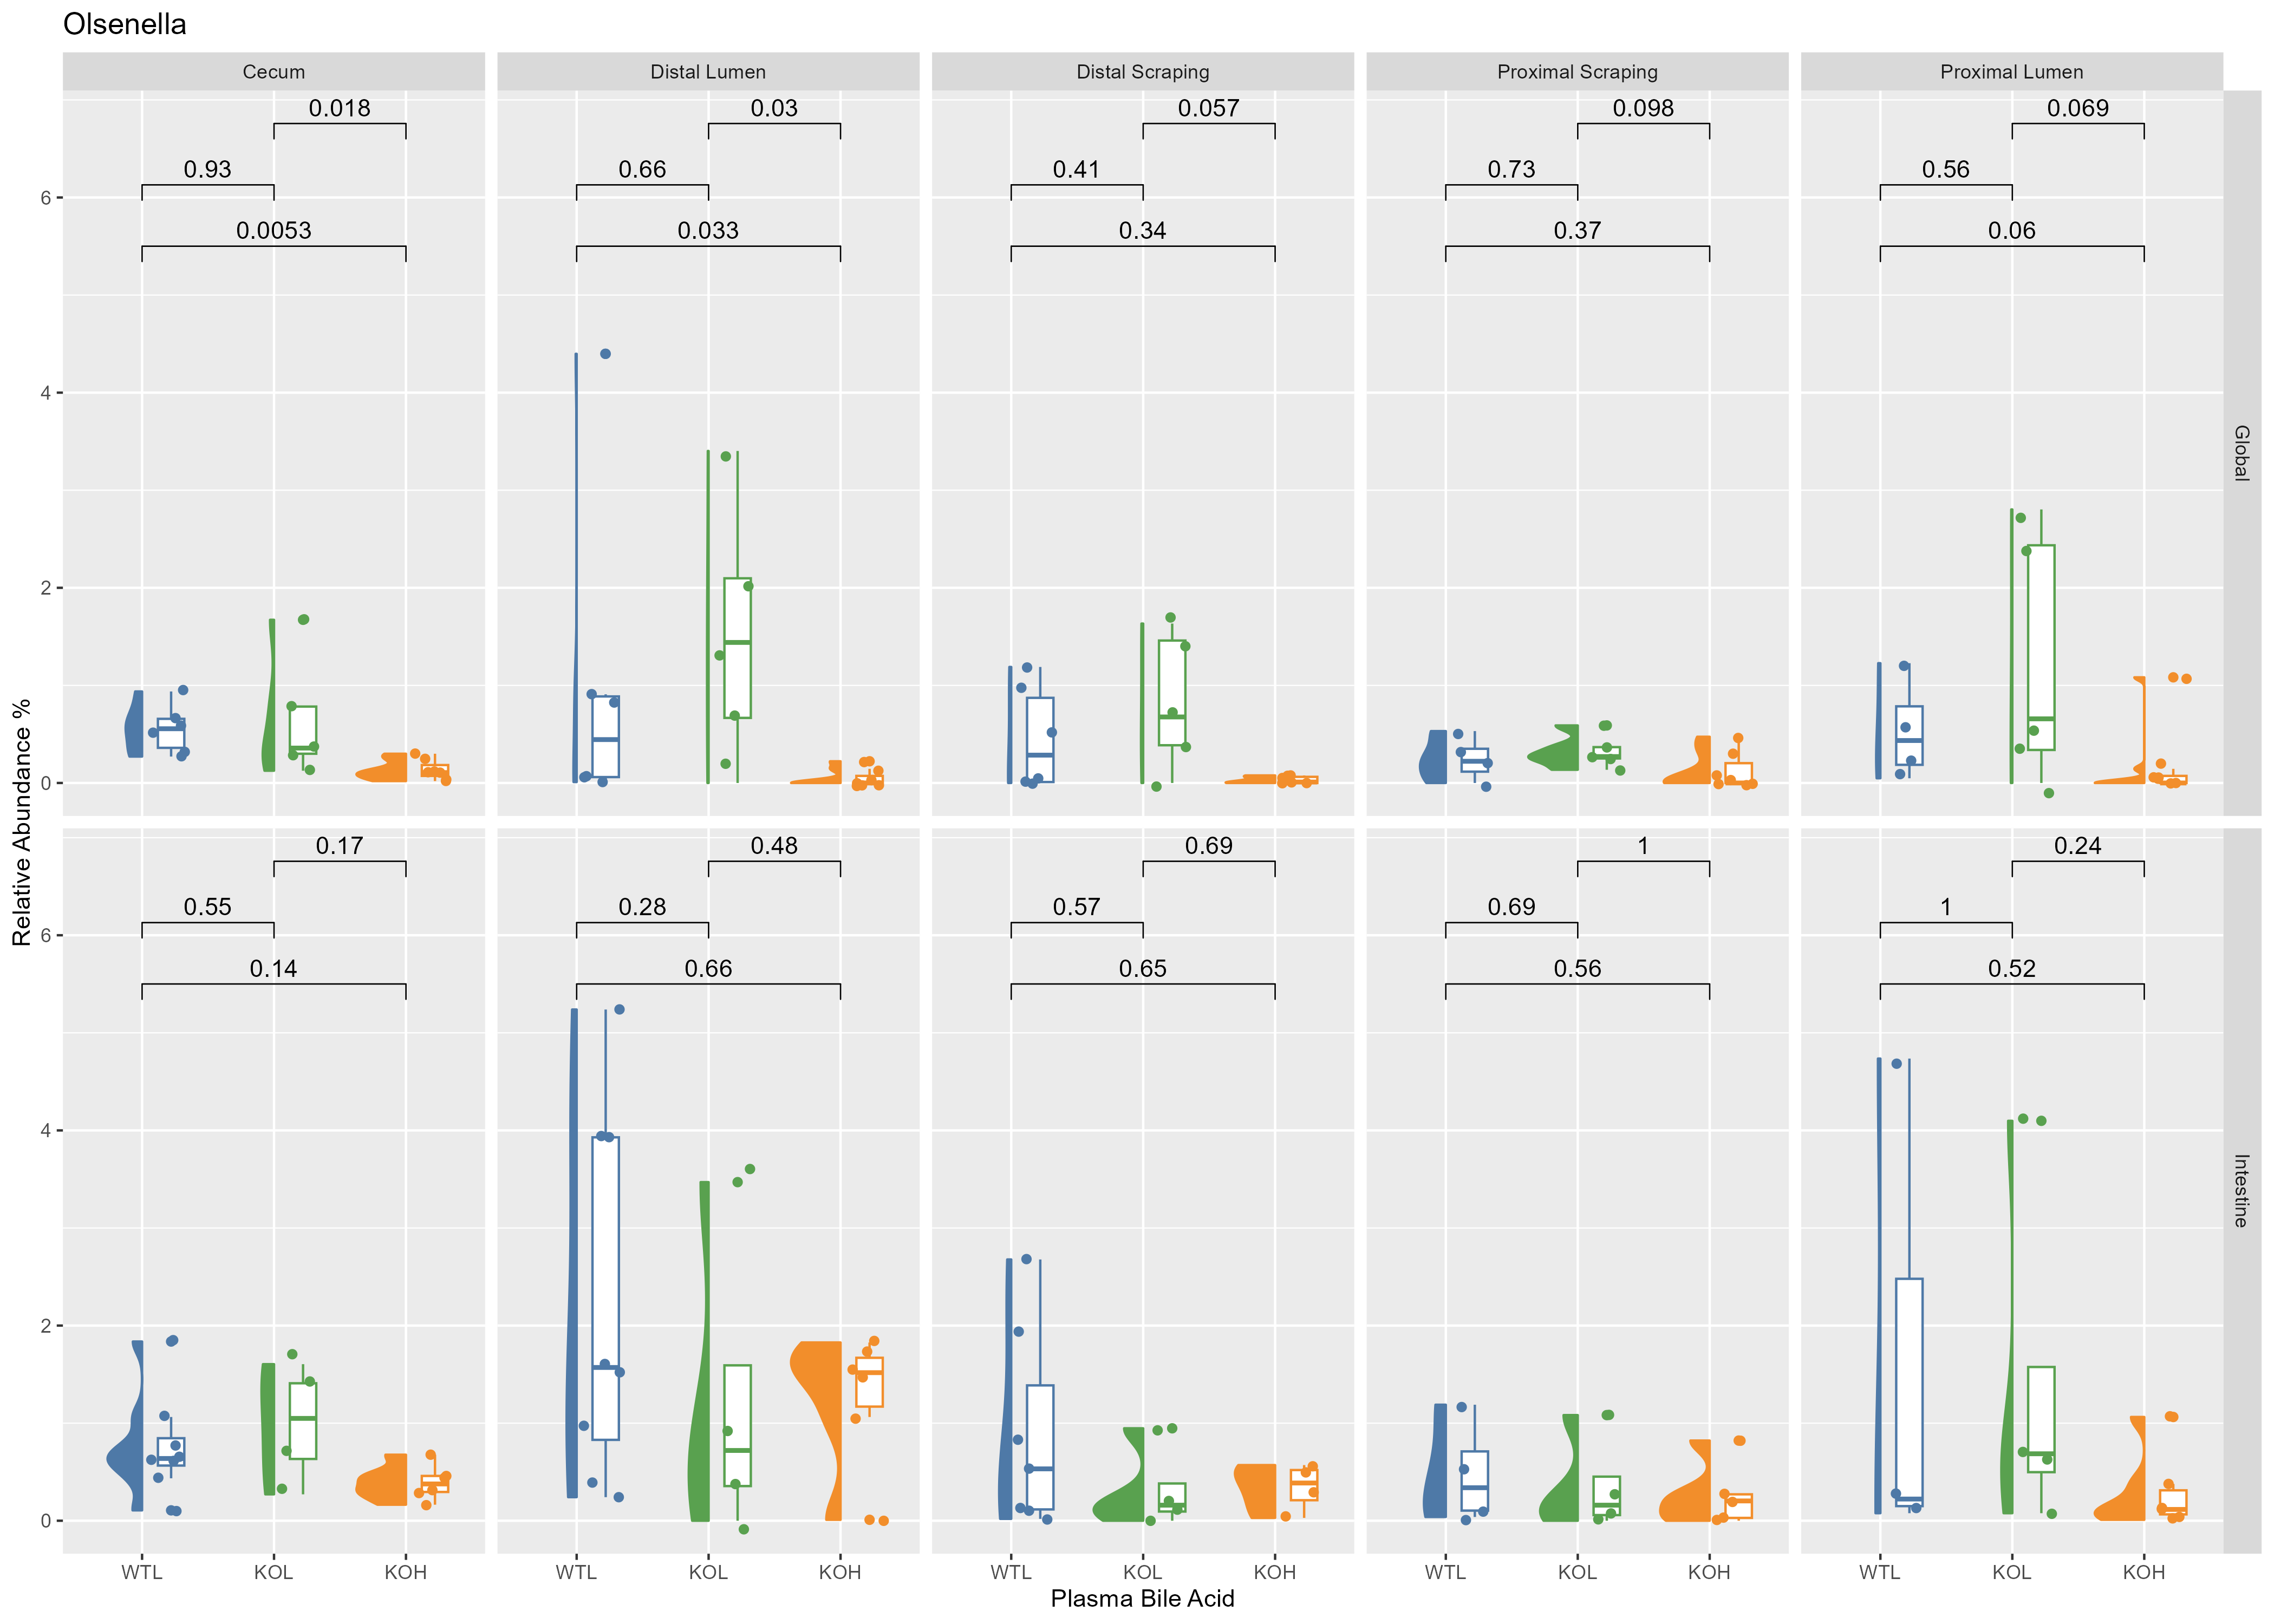 Olsenella
Cecum Distal Lumen Distal Scraping Proximal Scraping Proximal Lumen
0.018 0.03 0.057 0.098 0.069
0.93 0.66 0.41 0.73 0.56
6
0.0053 0.033 0.34 0.37 0.06
4
Global
2
0
Relative Abundance %
0.17 0.48 0.69 1 0.24
0.55 0.28 0.57 0.69 1
6
0.14 0.66 0.65 0.56 0.52
4
Intestine
2
0
WTL KOL KOH WTL KOL KOH WTL KOL KOH WTL KOL KOH WTL KOL KOH
Plasma Bile Acid